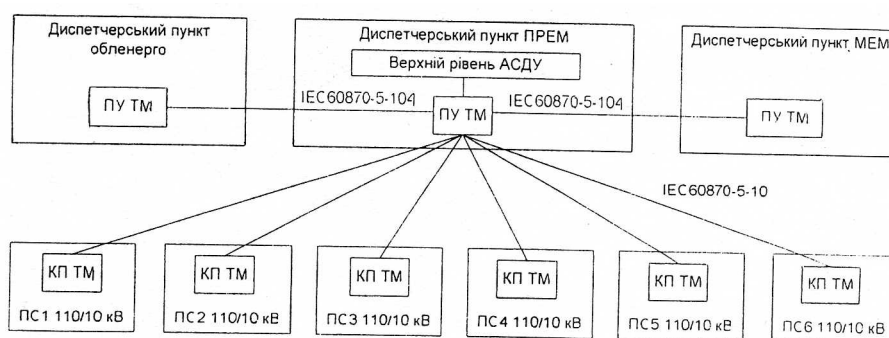 Диспетчерський пункт
обленерго
ПУ ТМ
Диспетчерський пункт ПРЕМ
Верхній рівень АСДУ
IEC60870-5-104
ПУ ТМ
IEC60870-5-104
Диспетчерський пункт МЕМ
ПУ ТМ
IEC60870-5-10
КП ТМ
ПС1 110/10 кВ
КП ТМ
ПС2 110/10 кВ
КП ТМ
ПС3 110/10 кВ
КП ТМ
ПС4 110/10 кВ
КП ТМ
ПС5 110/10 кВ
КП ТМ
ПС6 110/10 кВ